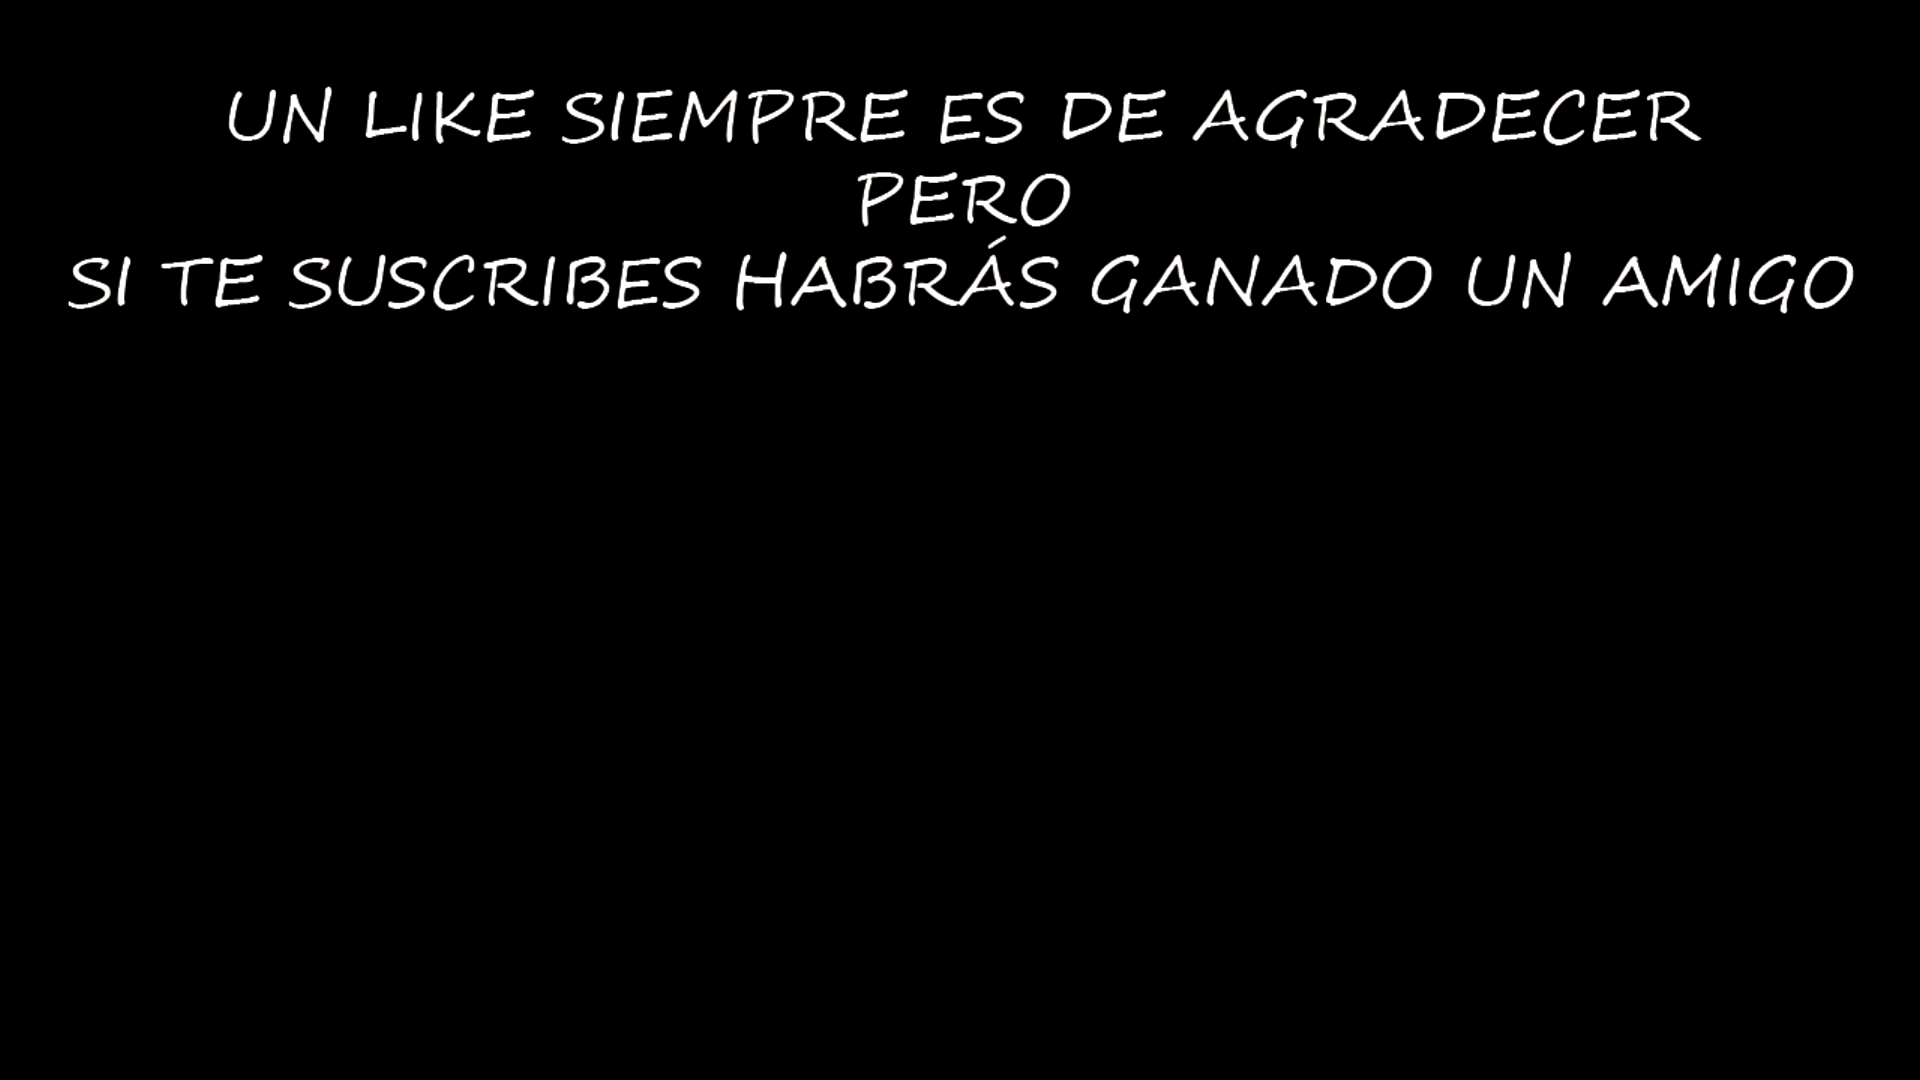 UN LIKE SIEMPRE ES DE AGRADECER
PERO
SI TE SUSCRIBES HABRÁS GANADO UN AMIGO